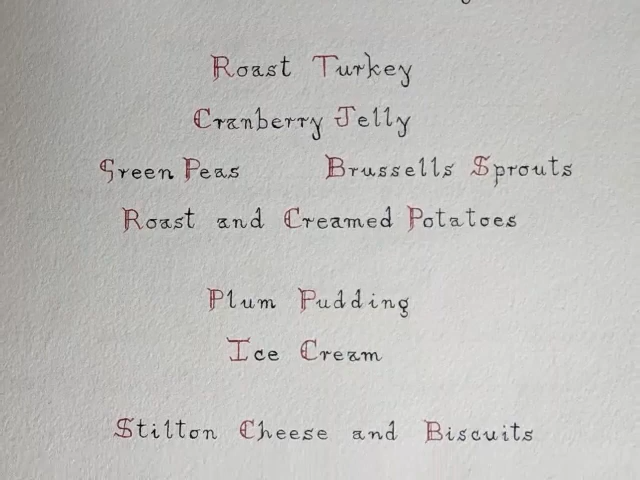 Roast Turkey
Cranberry Jelly
Green Peas Brussells Sprouts
Roast and Creamed Potatoes
Plum Pudding
Ice Cream
Stilton Cheese and Biscuits